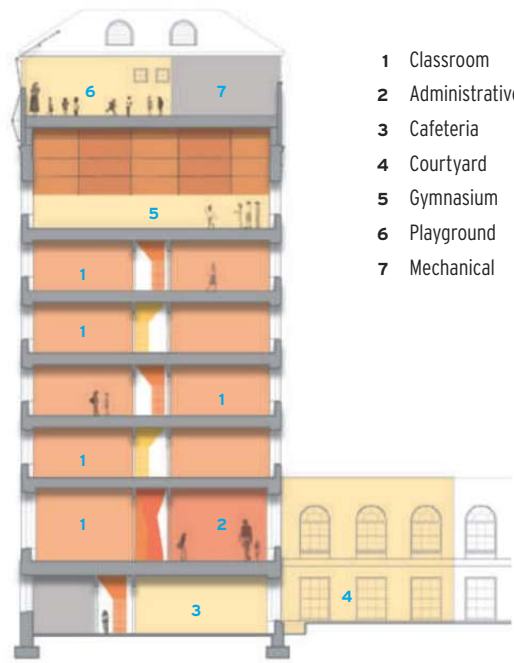 6
7
5
1
1
1
1
1
2
3
4
1 Classroom
2 Administrative
3 Cafeteria
4 Courtyard
5 Gymnasium
6 Playground
7 Mechanical